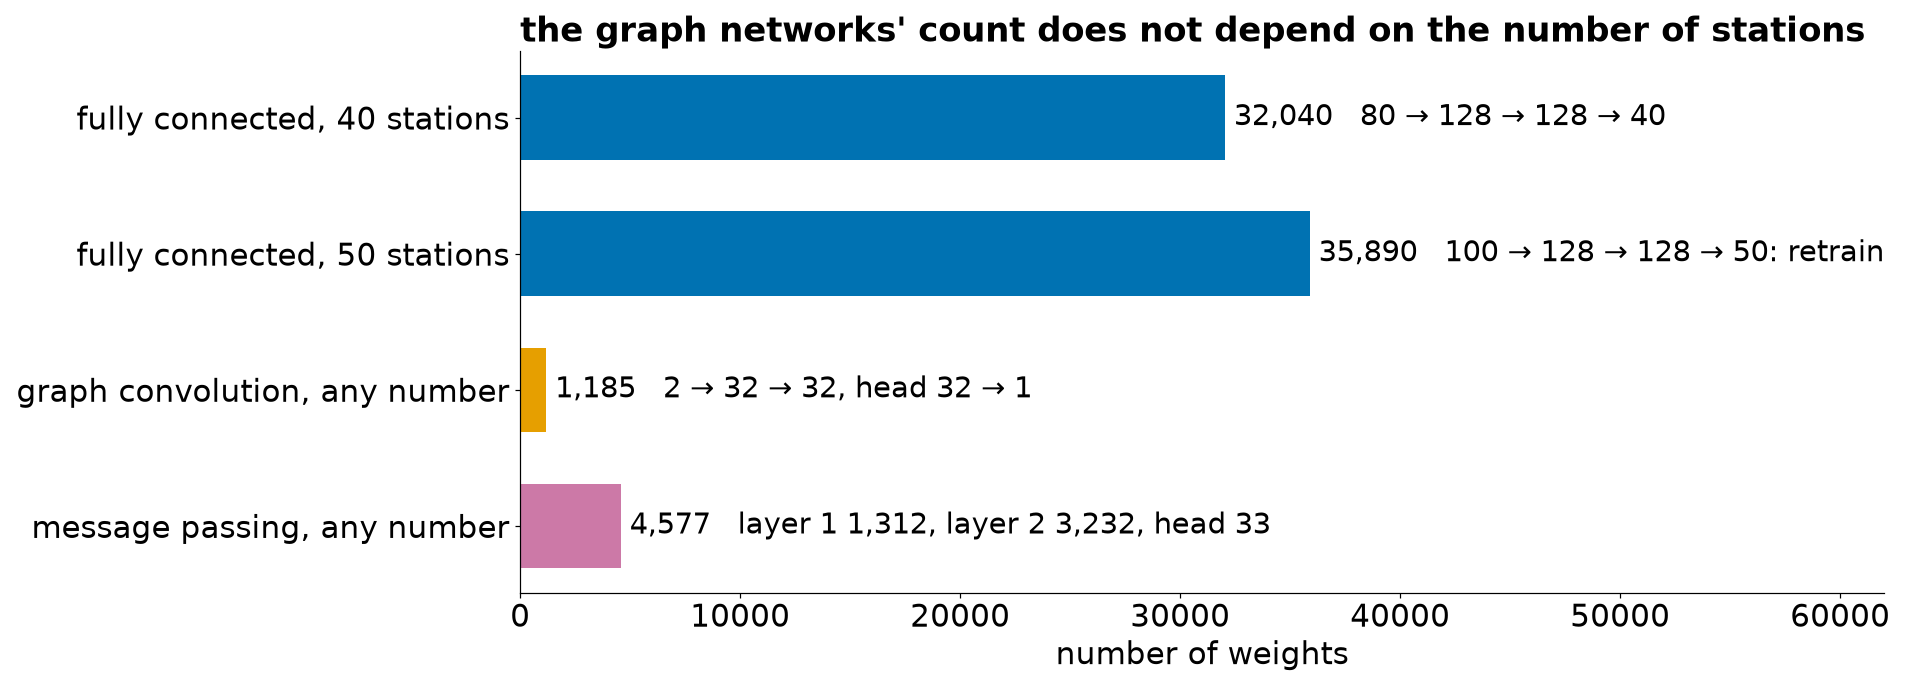 the graph networks' count does not depend on the number of stations
fully connected, 40 stations
32,040 80 → 128 → 128 → 40
fully connected, 50 stations
35,890 100 → 128 → 128 → 50: retrain
graph convolution, any number
1,185 2 → 32 → 32, head 32 → 1
message passing, any number
4,577 layer 1 1,312, layer 2 3,232, head 33
0 10000 20000 30000 40000 50000 60000
number of weights